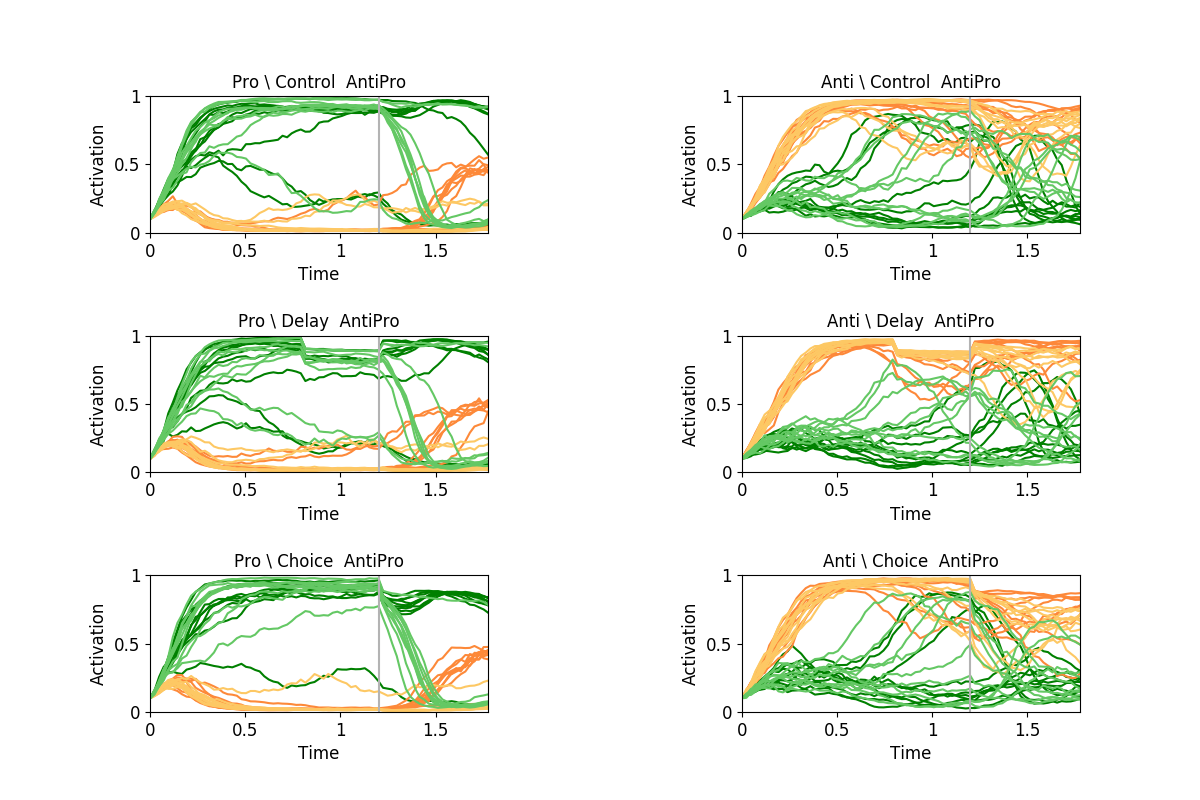 Pro \ Control  AntiPro
Anti \ Control  AntiPro
1
0.5
0
Activation
0
0.5
1
1.5
Time
1
0.5
0
Activation
0
0.5
1
1.5
Time
Pro \ Delay  AntiPro
Anti \ Delay  AntiPro
1
0.5
0
Activation
0
0.5
1
1.5
Time
1
0.5
0
Activation
0
0.5
1
1.5
Time
Pro \ Choice  AntiPro
Anti \ Choice  AntiPro
1
0.5
0
Activation
0
0.5
1
1.5
Time
1
0.5
0
Activation
0
0.5
1
1.5
Time